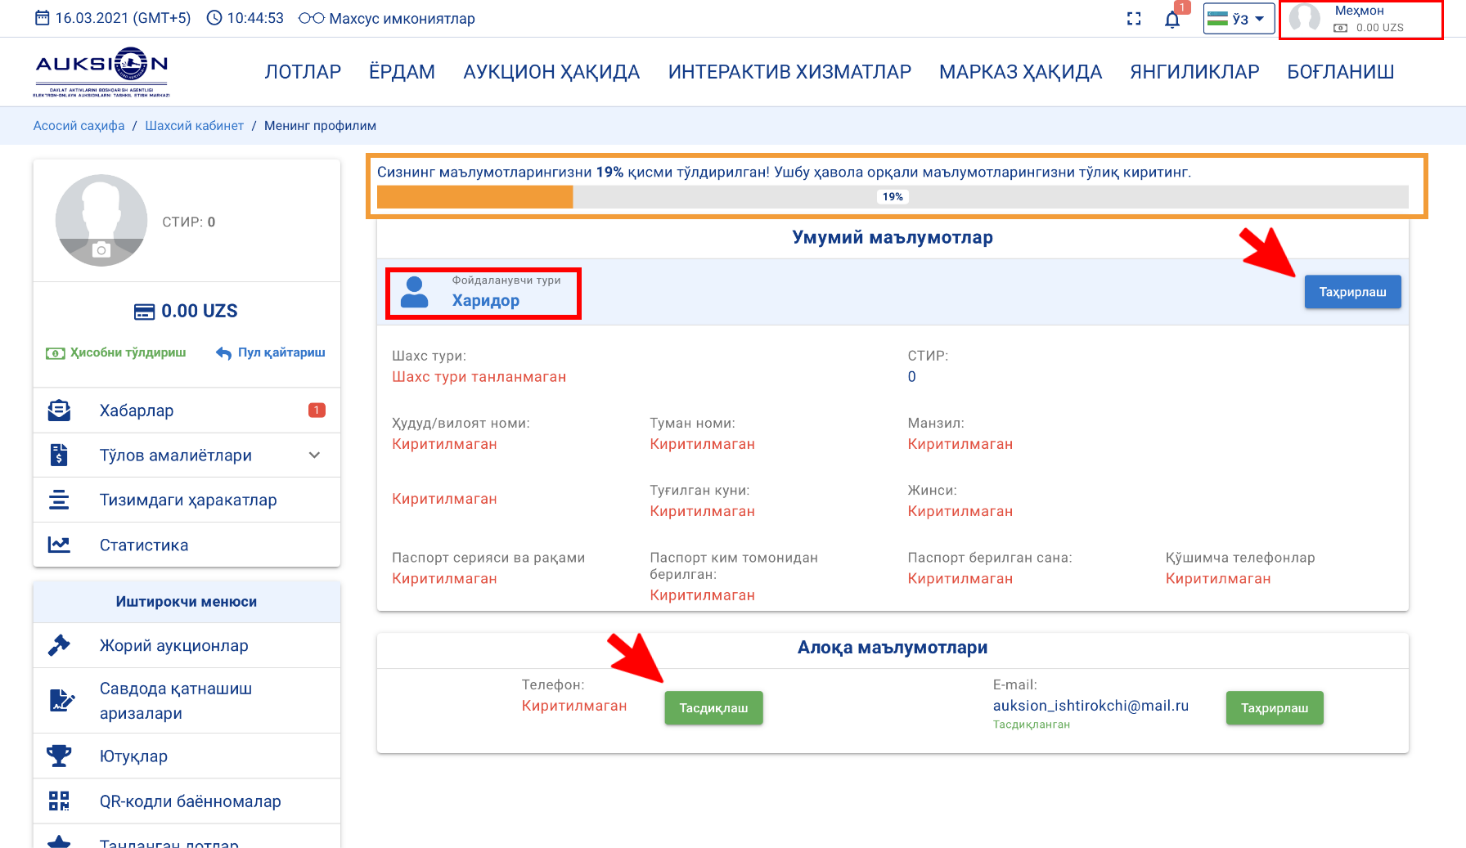 16.03.2021 (GMT+5) 10:44:53 Махсус имкониятлар
1
ЎЗ
Меҳмон
0.00 UZS
AUKSION
DAVLAT AKTIVLARINI BOSHQARISH AGENTLIGI
ELEKTRON-ONLAYN AUKSIONLARNI TASHKIL ETISH MARKAZI
ЛОТЛАР ЁРДАМ АУКЦИОН ҲАҚИДА ИНТЕРАКТИВ ХИЗМАТЛАР МАРКАЗ ҲАҚИДА ЯНГИЛИКЛАР БОҒЛАНИШ
Асосий саҳифа / Шахсий кабинет / Менинг профилим
СТИР: 0
0.00 UZS
Ҳисобни тўлдириш Пул қайтариш
Хабарлар 1
Тўлов амалиётлари
Тизимдаги ҳаракатлар
Статистика
Иштирокчи менюси
Жорий аукционлар
Савдода қатнашиш
аризалари
Ютуқлар
QR-кодли баённомалар
Танланган лотлар
Сизнинг маълумотларингизни 19% қисми тўлдирилган! Ушбу ҳавола орқали маълумотларингизни тўлиқ киритинг.
19%
Умумий маълумотлар
Фойдаланувчи тури
Харидор
Таҳрирлаш
Шахс тури: СТИР:
Шахс тури танланмаган 0
Ҳудуд/вилоят номи: Туман номи: Манзил:
Киритилмаган Киритилмаган Киритилмаган
Туғилган куни: Жинси:
Киритилмаган Киритилмаган Киритилмаган
Паспорт серияси ва рақами Паспорт ким томонидан Паспорт берилган сана: Қўшимча телефонлар
берилган:
Киритилмаган Киритилмаган Киритилмаган Киритилмаган
Алоқа маълумотлари
Телефон: E-mail:
Киритилмаган Тасдиқлаш auksion_ishtirokchi@mail.ru Таҳрирлаш
Тасдиқланган